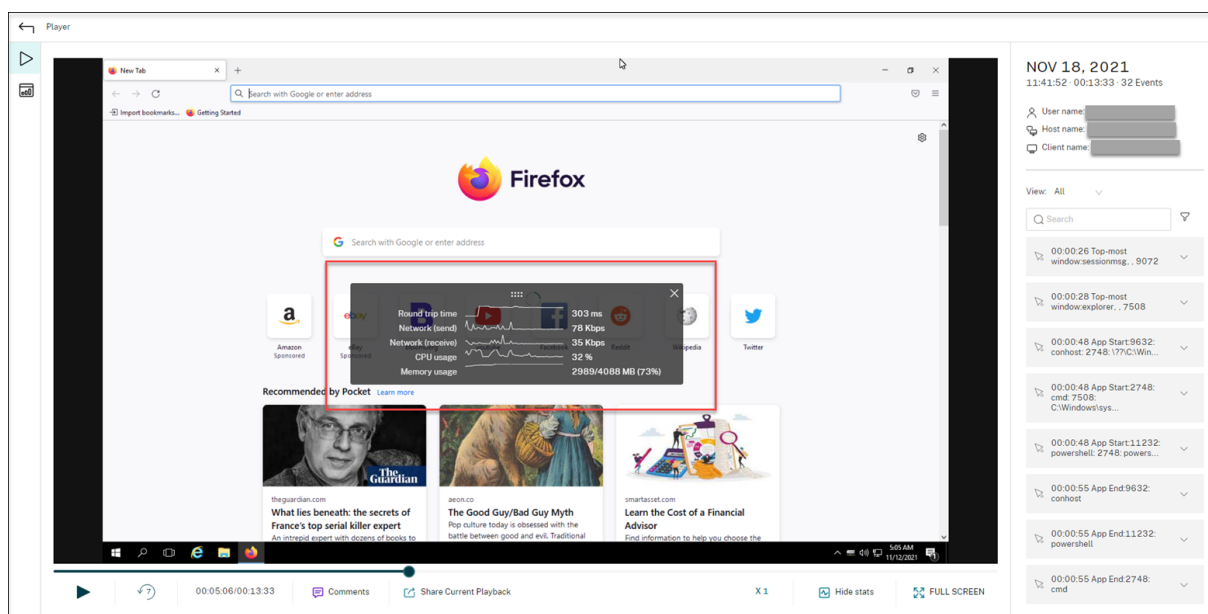 Player
New Tab
Search with Google or enter address
Import bookmarks... Getting Started
Firefox
Search with Google or enter address
Round trip time 303 ms
Network (send) 78 Kbps
Network (receive) 35 Kbps
CPU usage 32 %
Memory usage 2989/4088 MB (73%)
Amazon
Sponsored
eBay
Sponsored
Facebook
Reddit
Wikipedia
Twitter
Recommended by Pocket Learn more
The Guardian
theguardian.com
What lies beneath: the secrets of
France's top serial killer expert
An intrepid expert with dozens of books to
aeon.co
The Good Guy/Bad Guy Myth
Pop culture today is obsessed with the
battle between good and evil. Traditional
smartasset.com
Learn the Cost of a Financial
Advisor
Find information to help you choose the
5:05 AM
11/12/2021
7
00:05:06/00:13:33
Comments
Share Current Playback
X 1
Hide stats
FULL SCREEN
NOV 18, 2021
11:41:52 · 00:13:33 · 32 Events
User name:
Host name:
Client name:
View: All
Search
00:00:26 Top-most
window:sessionmsg, , 9072
00:00:28 Top-most
window:explorer, , 7508
00:00:48 App Start:9632:
conhost: 2748: \??\C:\Win...
00:00:48 App Start:2748:
cmd: 7508:
C:\Windows\sys...
00:00:48 App Start:11232:
powershell: 2748: powers...
00:00:55 App End:9632:
conhost
00:00:55 App End:11232:
powershell
00:00:55 App End:2748:
cmd